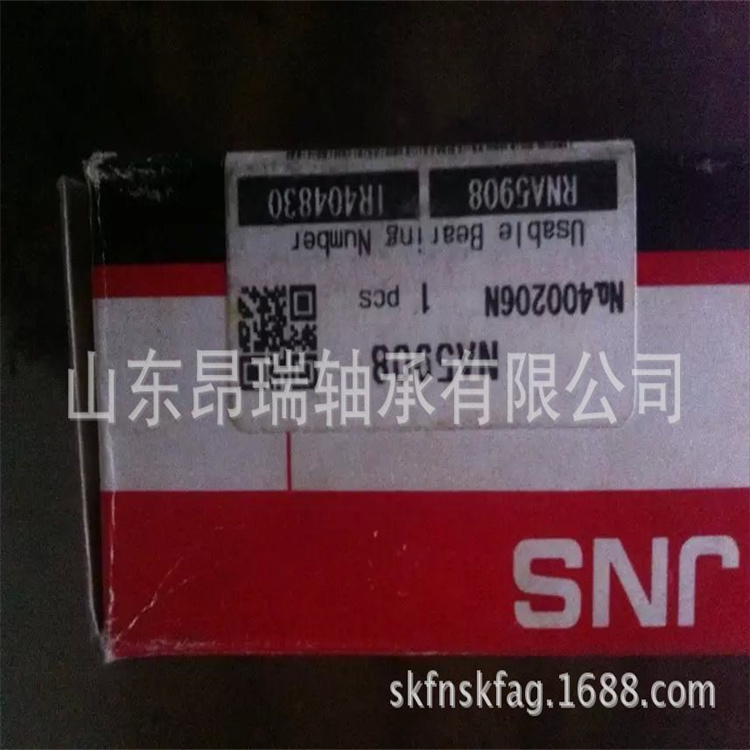 JNS
NA5908
No.400206N 1 pcs
Usable Bearing Number
RNA5908 IR404830
山东昂瑞轴承有限公司
skfnskfag.1688.com